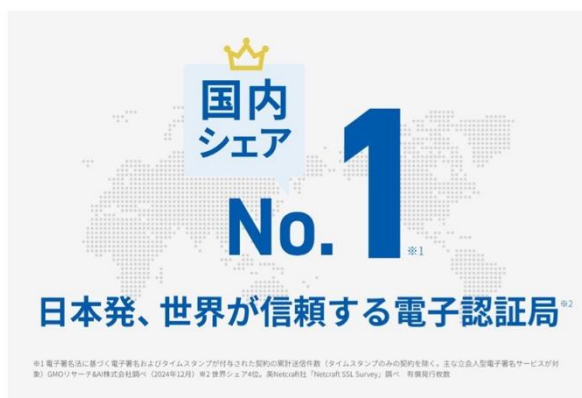 国内
シェア
No.1※1
日本発、世界が信頼する電子認証局※2
※1 電子署名法に基づく電子署名およびタイムスタンプが付与された契約の累計送信件数（タイムスタンプのみの契約を除く。主な立会人型電子署名サービスが対
象）GMOリサーチ&AI株式会社調べ（2024年12月）※2 世界シェア4位。英Netcraft社「Netcraft SSL Survey」調べ　有償発行枚数